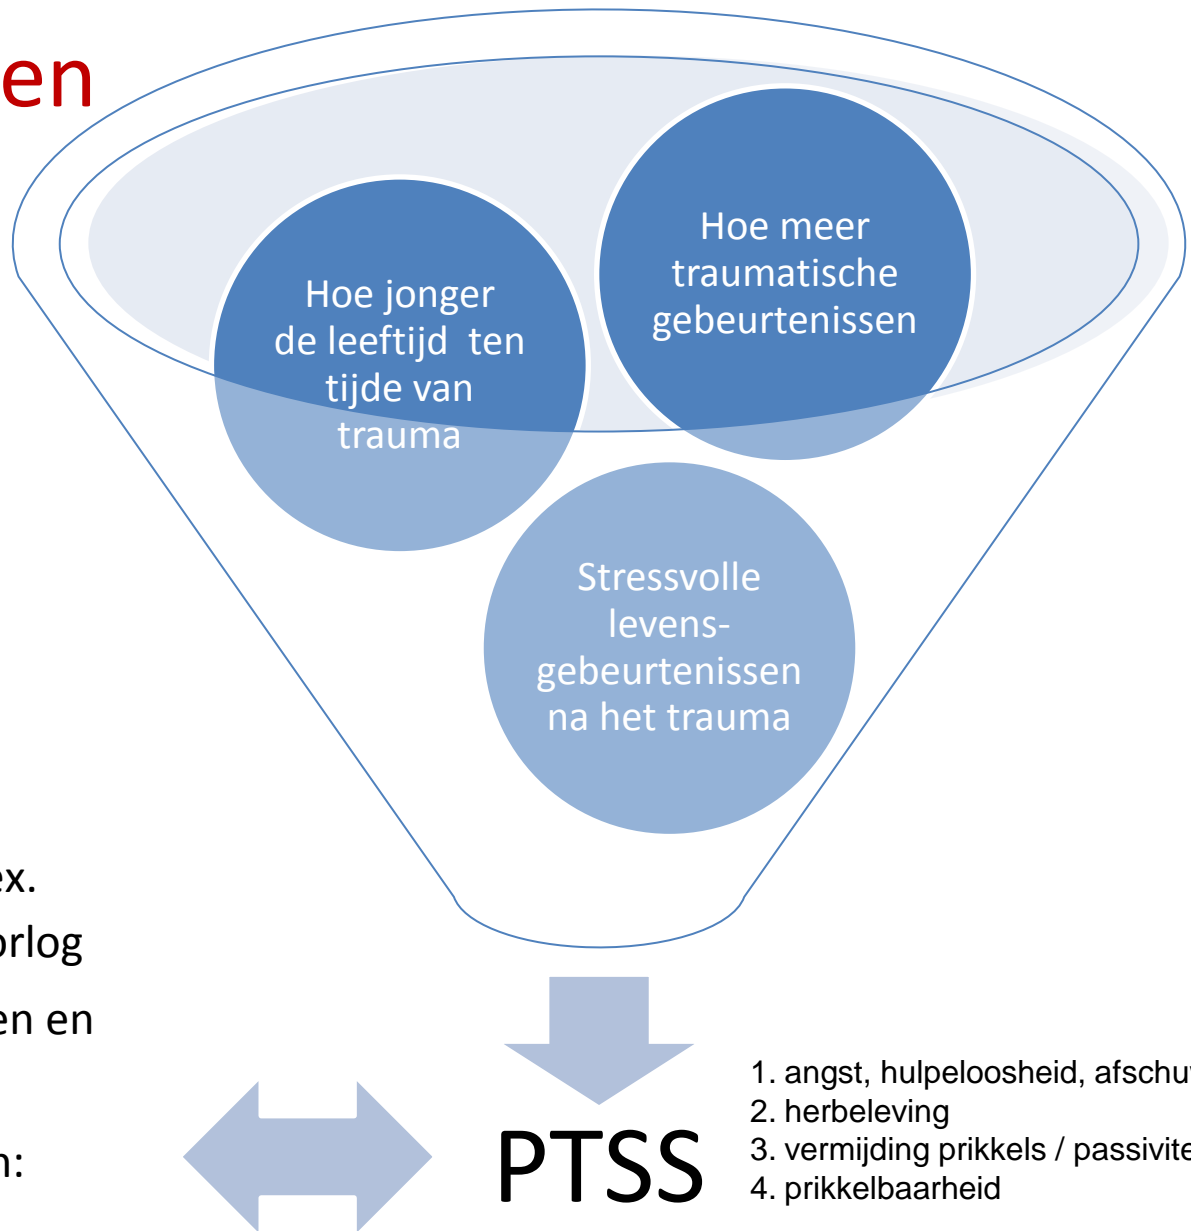 en
Hoe meer
traumatische
gebeurtenissen
Hoe jonger
de leeftijd ten
tijde van
trauma
Stressvolle
levens-
gebeurtenissen
na het trauma
ex.
orlog
en en
n:
PTSS
1. angst, hulpeloosheid, afschuw
2. herbeleving
3. vermijding prikkels / passivite
4. prikkelbaarheid